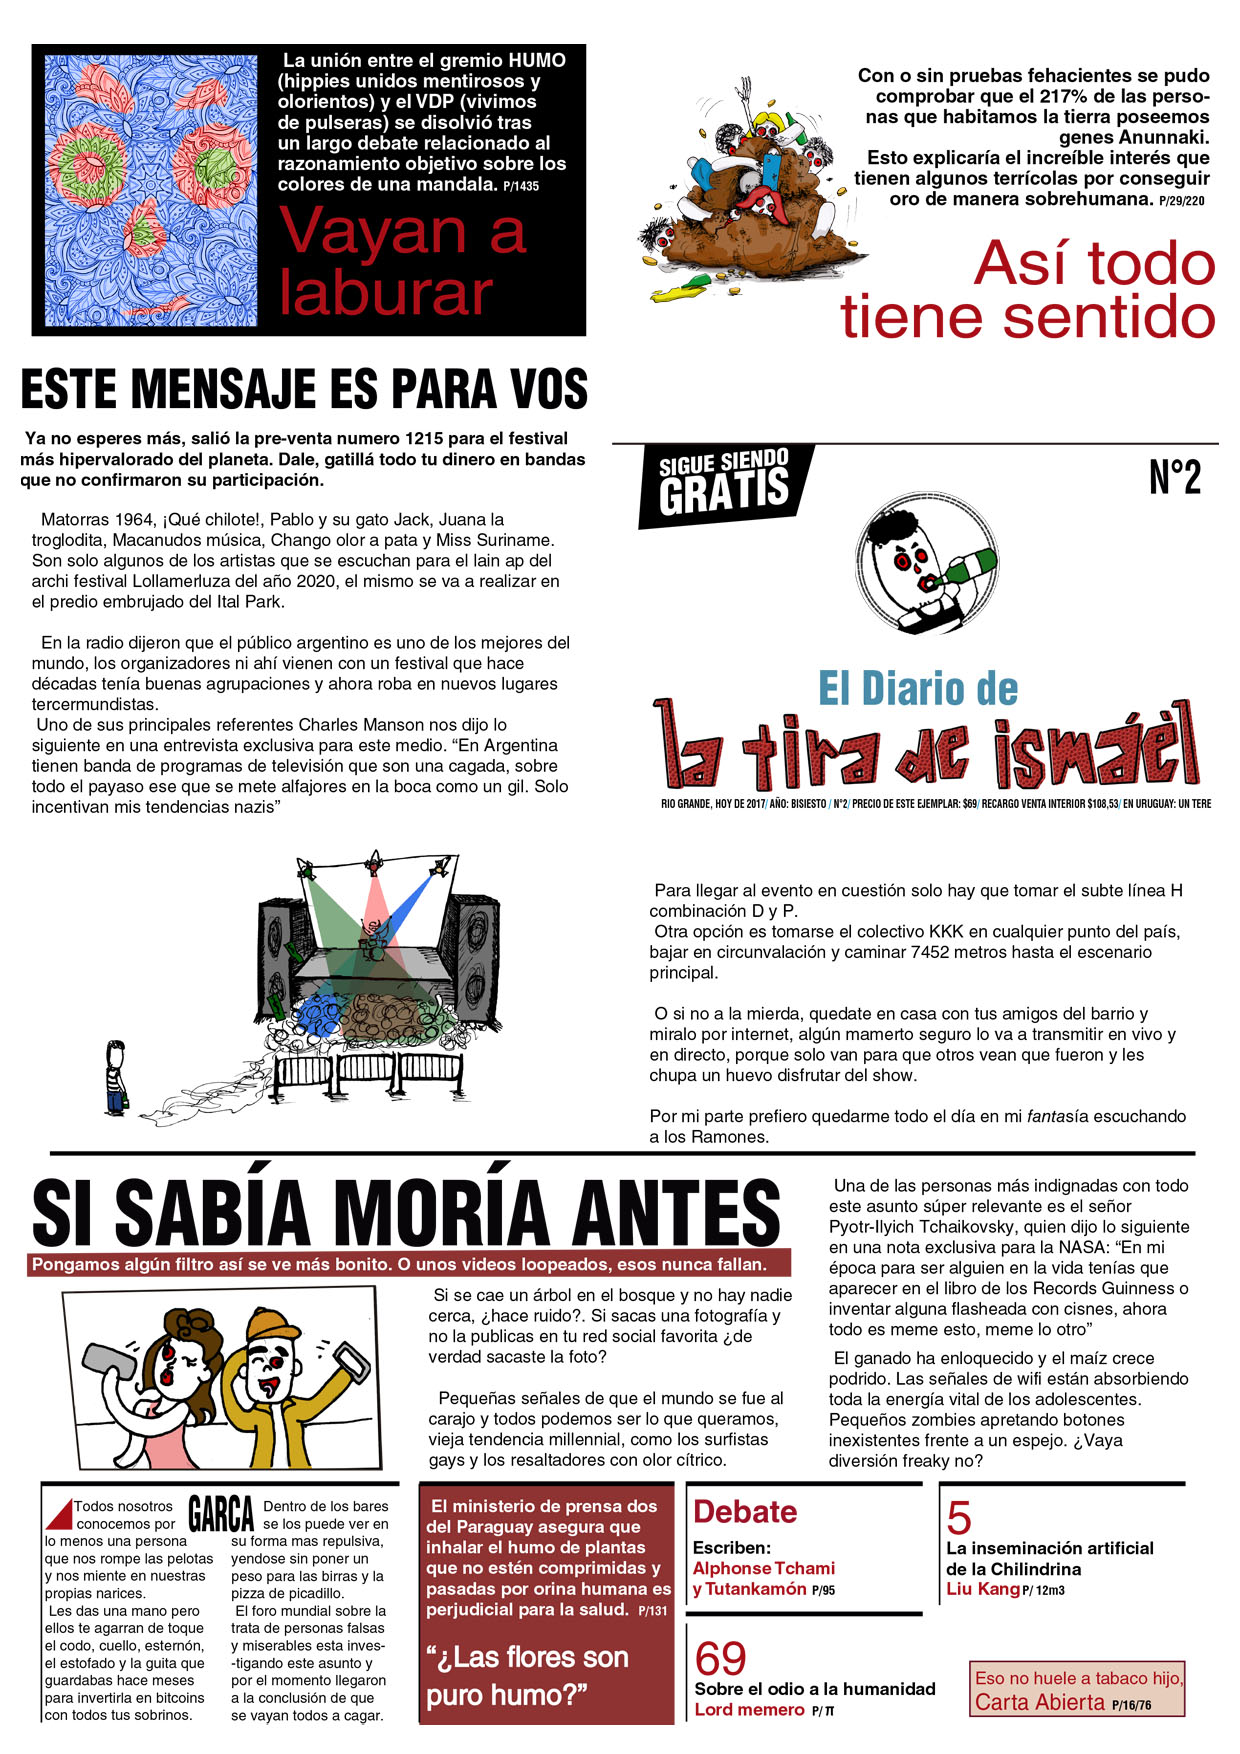 La unión entre el gremio HUMO
(hippies unidos mentirosos y
olorientos) y el VDP (vivimos
de pulseras) se disolvió tras
un largo debate relacionado al
razonamiento objetivo sobre los
colores de una mandala. P/1435
Vayan a
laburar
Con o sin pruebas fehacientes se pudo
comprobar que el 217% de las perso-
nas que habitamos la tierra poseemos
genes Anunnaki.
Esto explicaría el increíble interés que
tienen algunos terrícolas por conseguir
oro de manera sobrehumana. P/29/220
Así todo
tiene sentido
ESTE MENSAJE ES PARA VOS
Ya no esperes más, salió la pre-venta numero 1215 para el festival
más hipervalorado del planeta. Dale, gatillá todo tu dinero en bandas
que no confirmaron su participación.
Matorras 1964, ¡Qué chilote!, Pablo y su gato Jack, Juana la
troglodita, Macanudos música, Chango olor a pata y Miss Suriname.
Son solo algunos de los artistas que se escuchan para el lain ap del
archi festival Lollamerluza del año 2020, el mismo se va a realizar en
el predio embrujado del Ital Park.
En la radio dijeron que el público argentino es uno de los mejores del
mundo, los organizadores ni ahí vienen con un festival que hace
décadas tenía buenas agrupaciones y ahora roba en nuevos lugares
tercermundistas.
Uno de sus principales referentes Charles Manson nos dijo lo
siguiente en una entrevista exclusiva para este medio. “En Argentina
tienen banda de programas de televisión que son una cagada, sobre
todo el payaso ese que se mete alfajores en la boca como un gil. Solo
incentivan mis tendencias nazis”
SIGUE SIENDO
GRATIS
N°2
El Diario de
la tira de ismáel
RIO GRANDE, HOY DE 2017/ AÑO: BISIESTO / N°2/ PRECIO DE ESTE EJEMPLAR: $69/ RECARGO VENTA INTERIOR $108,53/ EN URUGUAY: UN TERE
Para llegar al evento en cuestión solo hay que tomar el subte línea H
combinación D y P.
Otra opción es tomarse el colectivo KKK en cualquier punto del país,
bajar en circunvalación y caminar 7452 metros hasta el escenario
principal.
O si no a la mierda, quedate en casa con tus amigos del barrio y
miralo por internet, algún mamerto seguro lo va a transmitir en vivo y
en directo, porque solo van para que otros vean que fueron y les
chupa un huevo disfrutar del show.
Por mi parte prefiero quedarme todo el día en mi fantasía escuchando
a los Ramones.
SI SABÍA MORÍA ANTES
Pongamos algún filtro así se ve más bonito. O unos videos loopeados, esos nunca fallan.
Si se cae un árbol en el bosque y no hay nadie
cerca, ¿hace ruido?. Si sacas una fotografía y
no la publicas en tu red social favorita ¿de
verdad sacaste la foto?
Pequeñas señales de que el mundo se fue al
carajo y todos podemos ser lo que queramos,
vieja tendencia millennial, como los surfistas
gays y los resaltadores con olor cítrico.
Una de las personas más indignadas con todo
este asunto súper relevante es el señor
Pyotr-Ilyich Tchaikovsky, quien dijo lo siguiente
en una nota exclusiva para la NASA: “En mi
época para ser alguien en la vida tenías que
aparecer en el libro de los Records Guinness o
inventar alguna flasheada con cisnes, ahora
todo es meme esto, meme lo otro”
El ganado ha enloquecido y el maíz crece
podrido. Las señales de wifi están absorbiendo
toda la energía vital de los adolescentes.
Pequeños zombies apretando botones
inexistentes frente a un espejo. ¿Vaya
diversión freaky no?
GARCA
Todos nosotros
conocemos por
lo menos una persona
que nos rompe las pelotas
y nos miente en nuestras
propias narices.
Les das una mano pero
ellos te agarran de toque
el codo, cuello, esternón,
el estofado y la guita que
guardabas hace meses
para invertirla en bitcoins
con todos tus sobrinos.
Dentro de los bares
se los puede ver en
su forma mas repulsiva,
yendose sin poner un
peso para las birras y la
pizza de picadillo.
El foro mundial sobre la
trata de personas falsas
y miserables esta inves-
-tigando este asunto y
por el momento llegaron
a la conclusión de que
se vayan todos a cagar.
El ministerio de prensa dos
del Paraguay asegura que
inhalar el humo de plantas
que no estén comprimidas y
pasadas por orina humana es
perjudicial para la salud. P/131
“¿Las flores son
puro humo?”
Debate
Escriben:
Alphonse Tchami
y Tutankamón P/95
5
La inseminación artificial
de la Chilindrina
Liu Kang P/ 12m3
69
Sobre el odio a la humanidad
Lord memero P/ π
Eso no huele a tabaco hijo,
Carta Abierta P/16/76